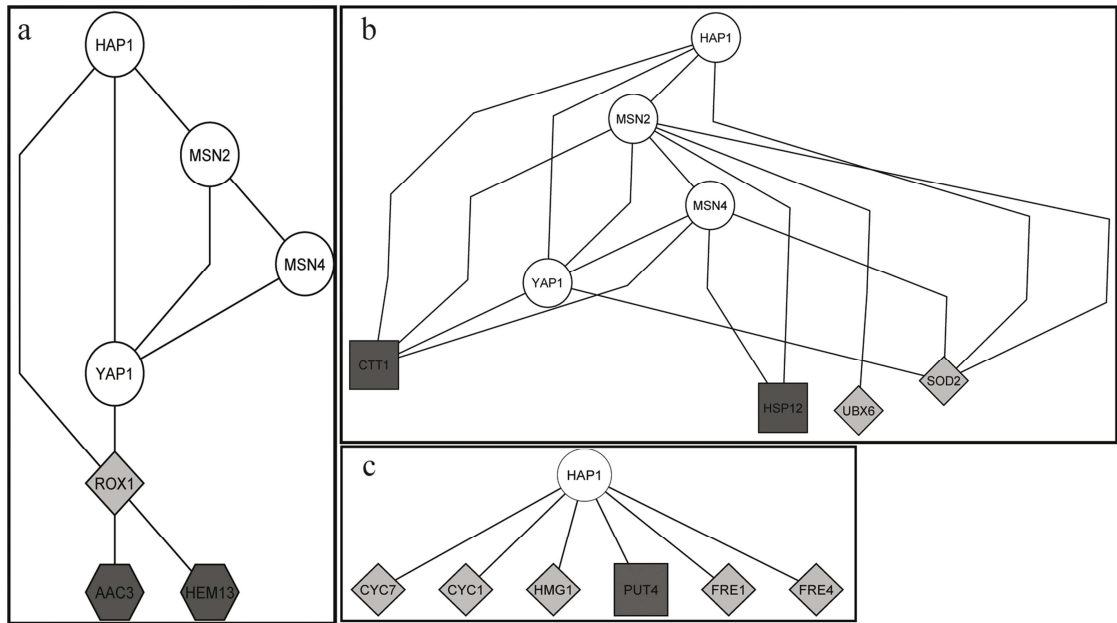 a
HAP1
MSN2
MSN4
YAP1
ROX1
AAC3 HEM13
b
HAP1
MSN2
MSN4
YAP1
CTT1
SOD2
HSP12
UBX6
c
HAP1
CYC7 CYC1 HMG1 PUT4 FRE1 FRE4